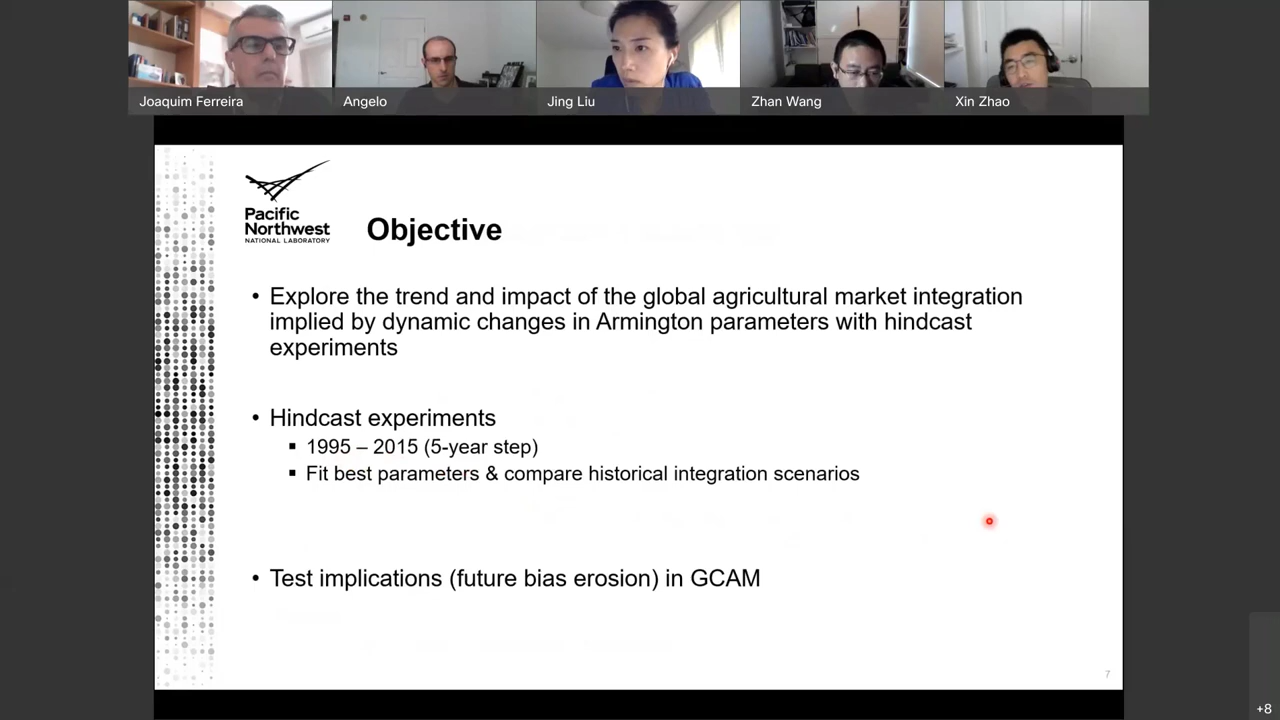 Joaquim Ferreira
Angelo
Jing Liu
Zhan Wang
Xin Zhao
Pacific
Northwest
NATIONAL LABORATORY
Objective
• Explore the trend and impact of the global agricultural market integration
implied by dynamic changes in Armington parameters with hindcast
experiments
• Hindcast experiments
▪ 1995 – 2015 (5-year step)
▪ Fit best parameters & compare historical integration scenarios
• Test implications (future bias erosion) in GCAM
7
+8